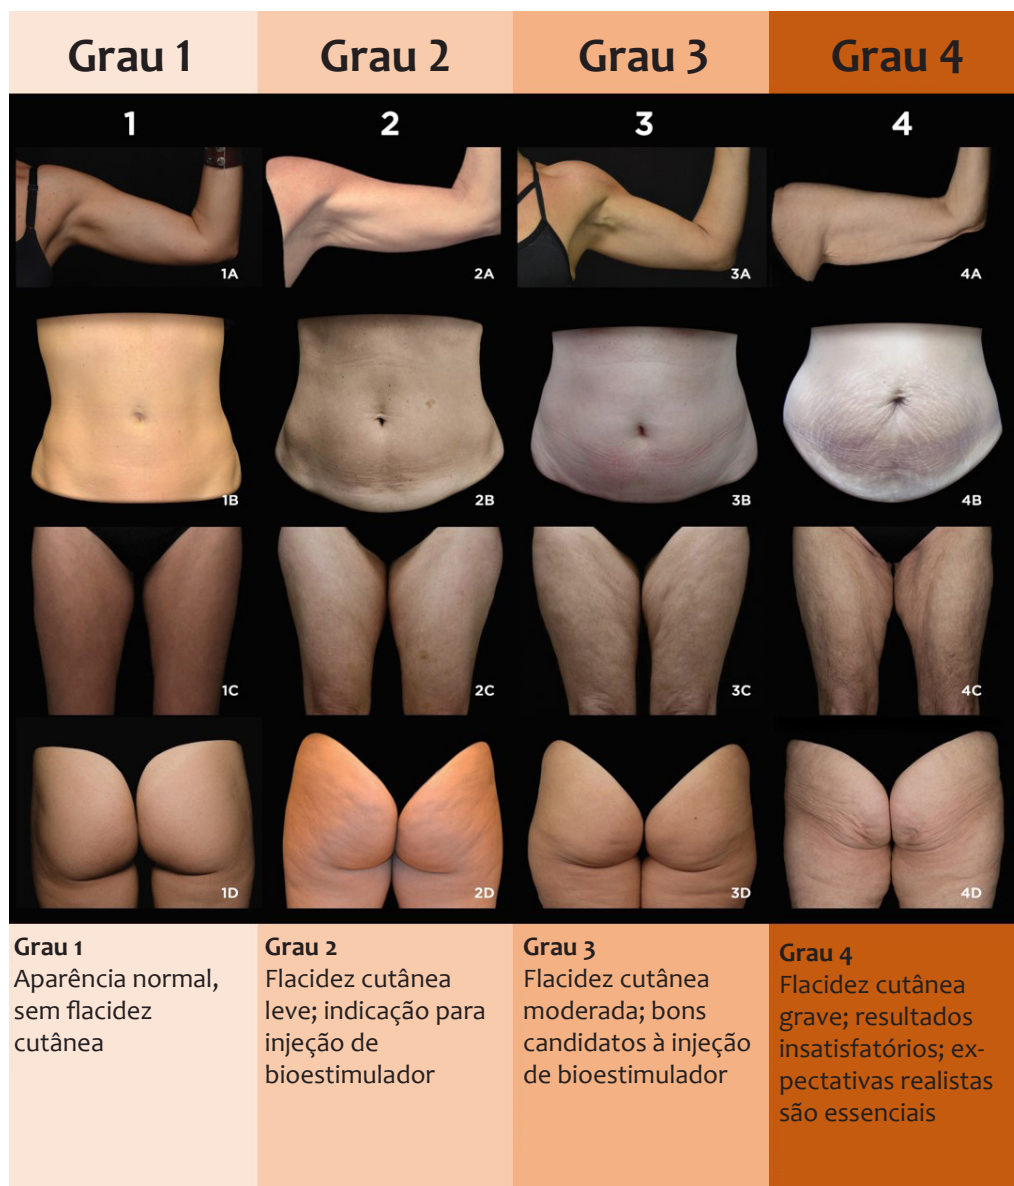 Grau 1
Grau 2
Grau 3
Grau 4
1
2
3
4
1A
2A
3A
4A
1B
2B
3B
4B
1C
2C
3C
4C
1D
2D
3D
4D
Grau 1
Aparência normal,
sem flacidez
cutânea
Grau 2
Flacidez cutânea
leve; indicação para
injeção de
bioestimulador
Grau 3
Flacidez cutânea
moderada; bons
candidatos à injeção
de bioestimulador
Grau 4
Flacidez cutânea
grave; resultados
insatisfatórios; ex-
pectativas realistas
são essenciais